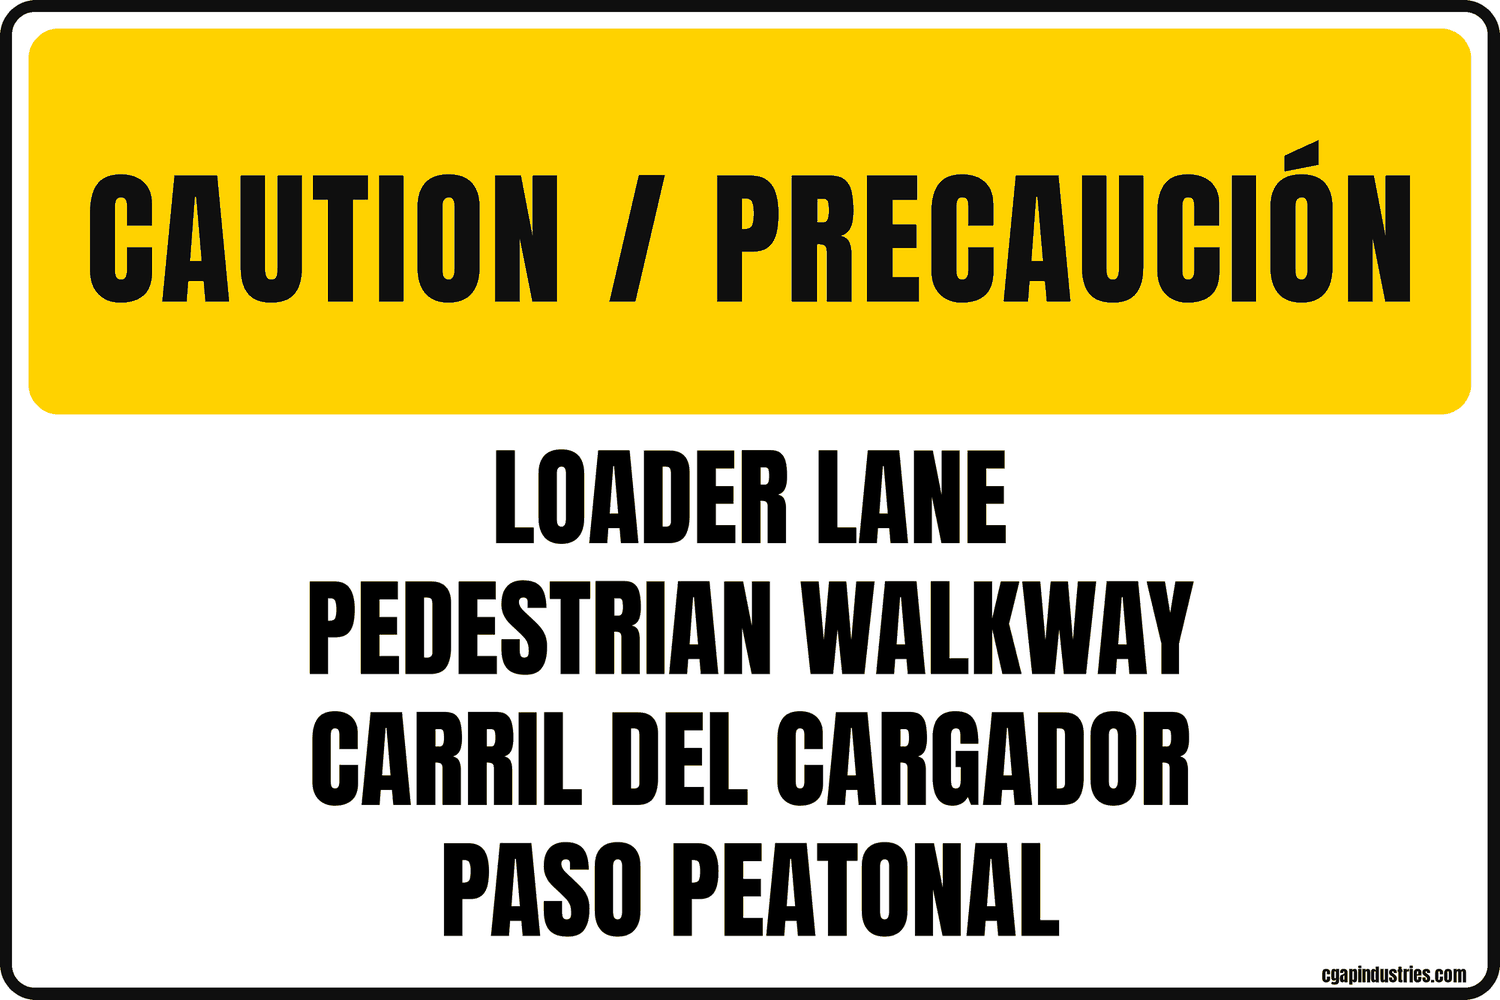 CAUTION / PRECAUCIÓN
LOADER LANE
PEDESTRIAN WALKWAY
CARRIL DEL CARGADOR
PASO PEATONAL
cgapindustries.com